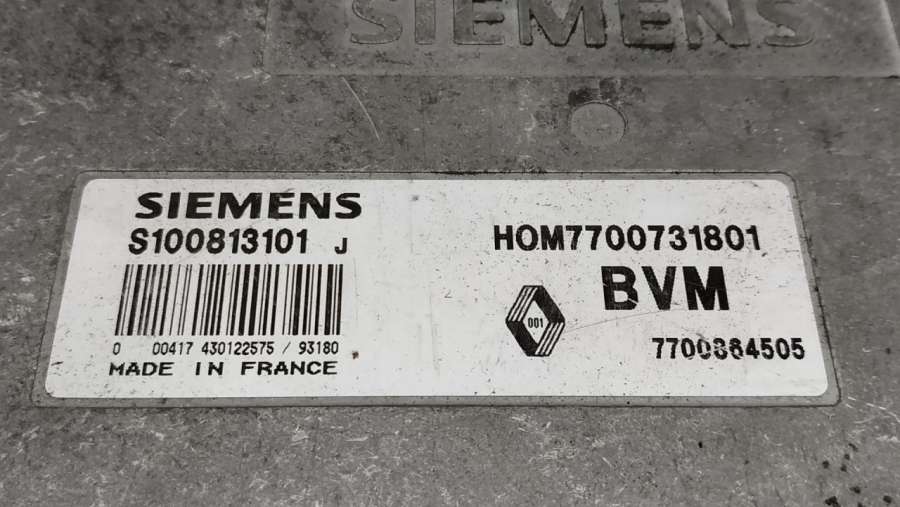 SIEMENS
SIEMENS
S100813101 J
0 00417 430122575 / 93180
MADE IN FRANCE
HOM7700731801
BVM
001
7700864505